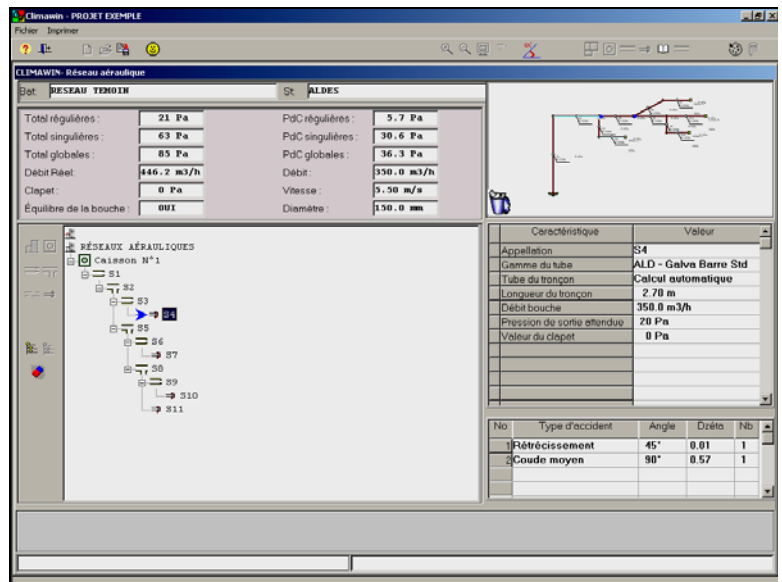 Climawin - PROJET EXEMPLE
Fichier Imprimer
CLIMAWIN- Réseau aéraulique
Bat: RESEAU TEMOIN St: ALDES
Total régulières : 21 Pa PdC régulières : 5.7 Pa
Total singulières : 63 Pa PdC singulières : 30.6 Pa
Total globales : 85 Pa PdC globales : 36.3 Pa
Débit Réel: 446.2 m3/h Débit : 350.0 m3/h
Clapet : 0 Pa Vitesse : 5.50 m/s
Équilibre de la bouche : OUI Diamètre : 150.0 mm
RÉSEAUX AÉRAULIQUES
Caisson N°1
S1
S2
S3
S4
S5
S6
S7
S8
S9
S10
S11
Caractéristique Valeur
Appellation S4
Gamme du tube ALD - Galva Barre Std
Tube du tronçon Calcul automatique
Longueur du tronçon 2.70 m
Débit bouche 350.0 m3/h
Pression de sortie attendue 20 Pa
Valeur du clapet 0 Pa
No Type d'accident Angle Dzéta Nb
1 Rétrécissement 45° 0.01 1
2 Coude moyen 90° 0.57 1